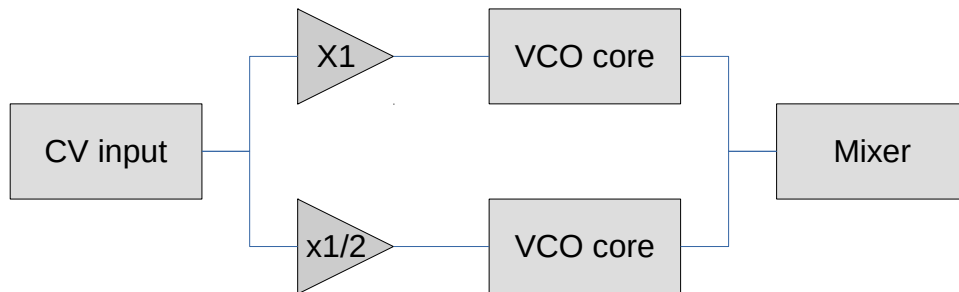 X1
VCO core
CV input
Mixer
x1/2
VCO core